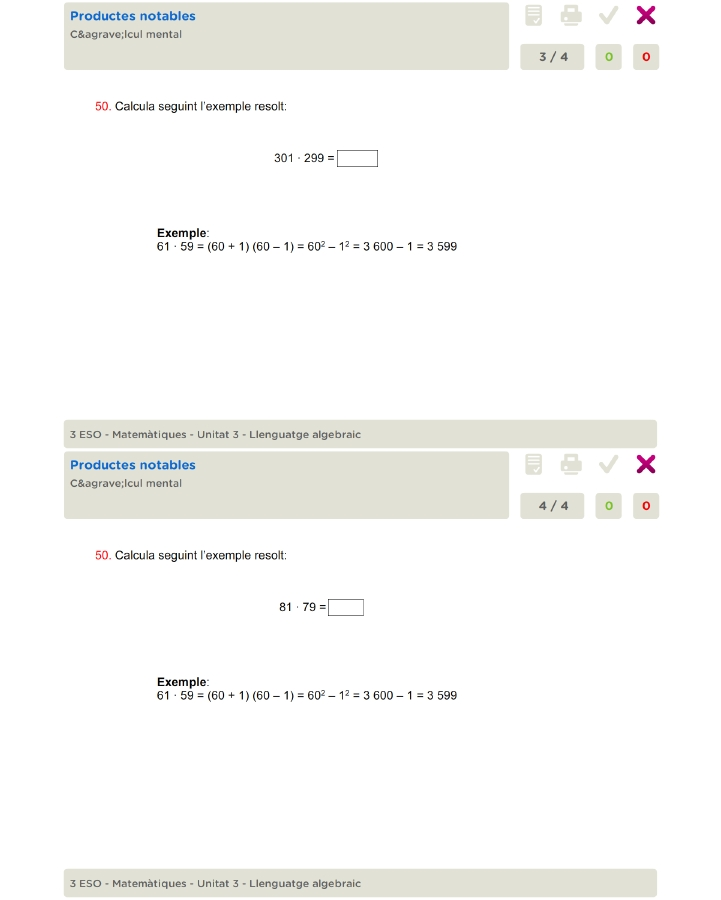 Productes notables
C&agrave;lcul mental
3 / 4
0
0
50. Calcula seguint l'exemple resolt:
301 · 299 =
Exemple:
61 · 59 = (60 + 1) (60 – 1) = 60² – 1² = 3 600 – 1 = 3 599
3 ESO - Matemàtiques - Unitat 3 - Llenguatge algebraic
Productes notables
C&agrave;lcul mental
4 / 4
0
0
50. Calcula seguint l'exemple resolt:
81 · 79 =
Exemple:
61 · 59 = (60 + 1) (60 – 1) = 60² – 1² = 3 600 – 1 = 3 599
3 ESO - Matemàtiques - Unitat 3 - Llenguatge algebraic